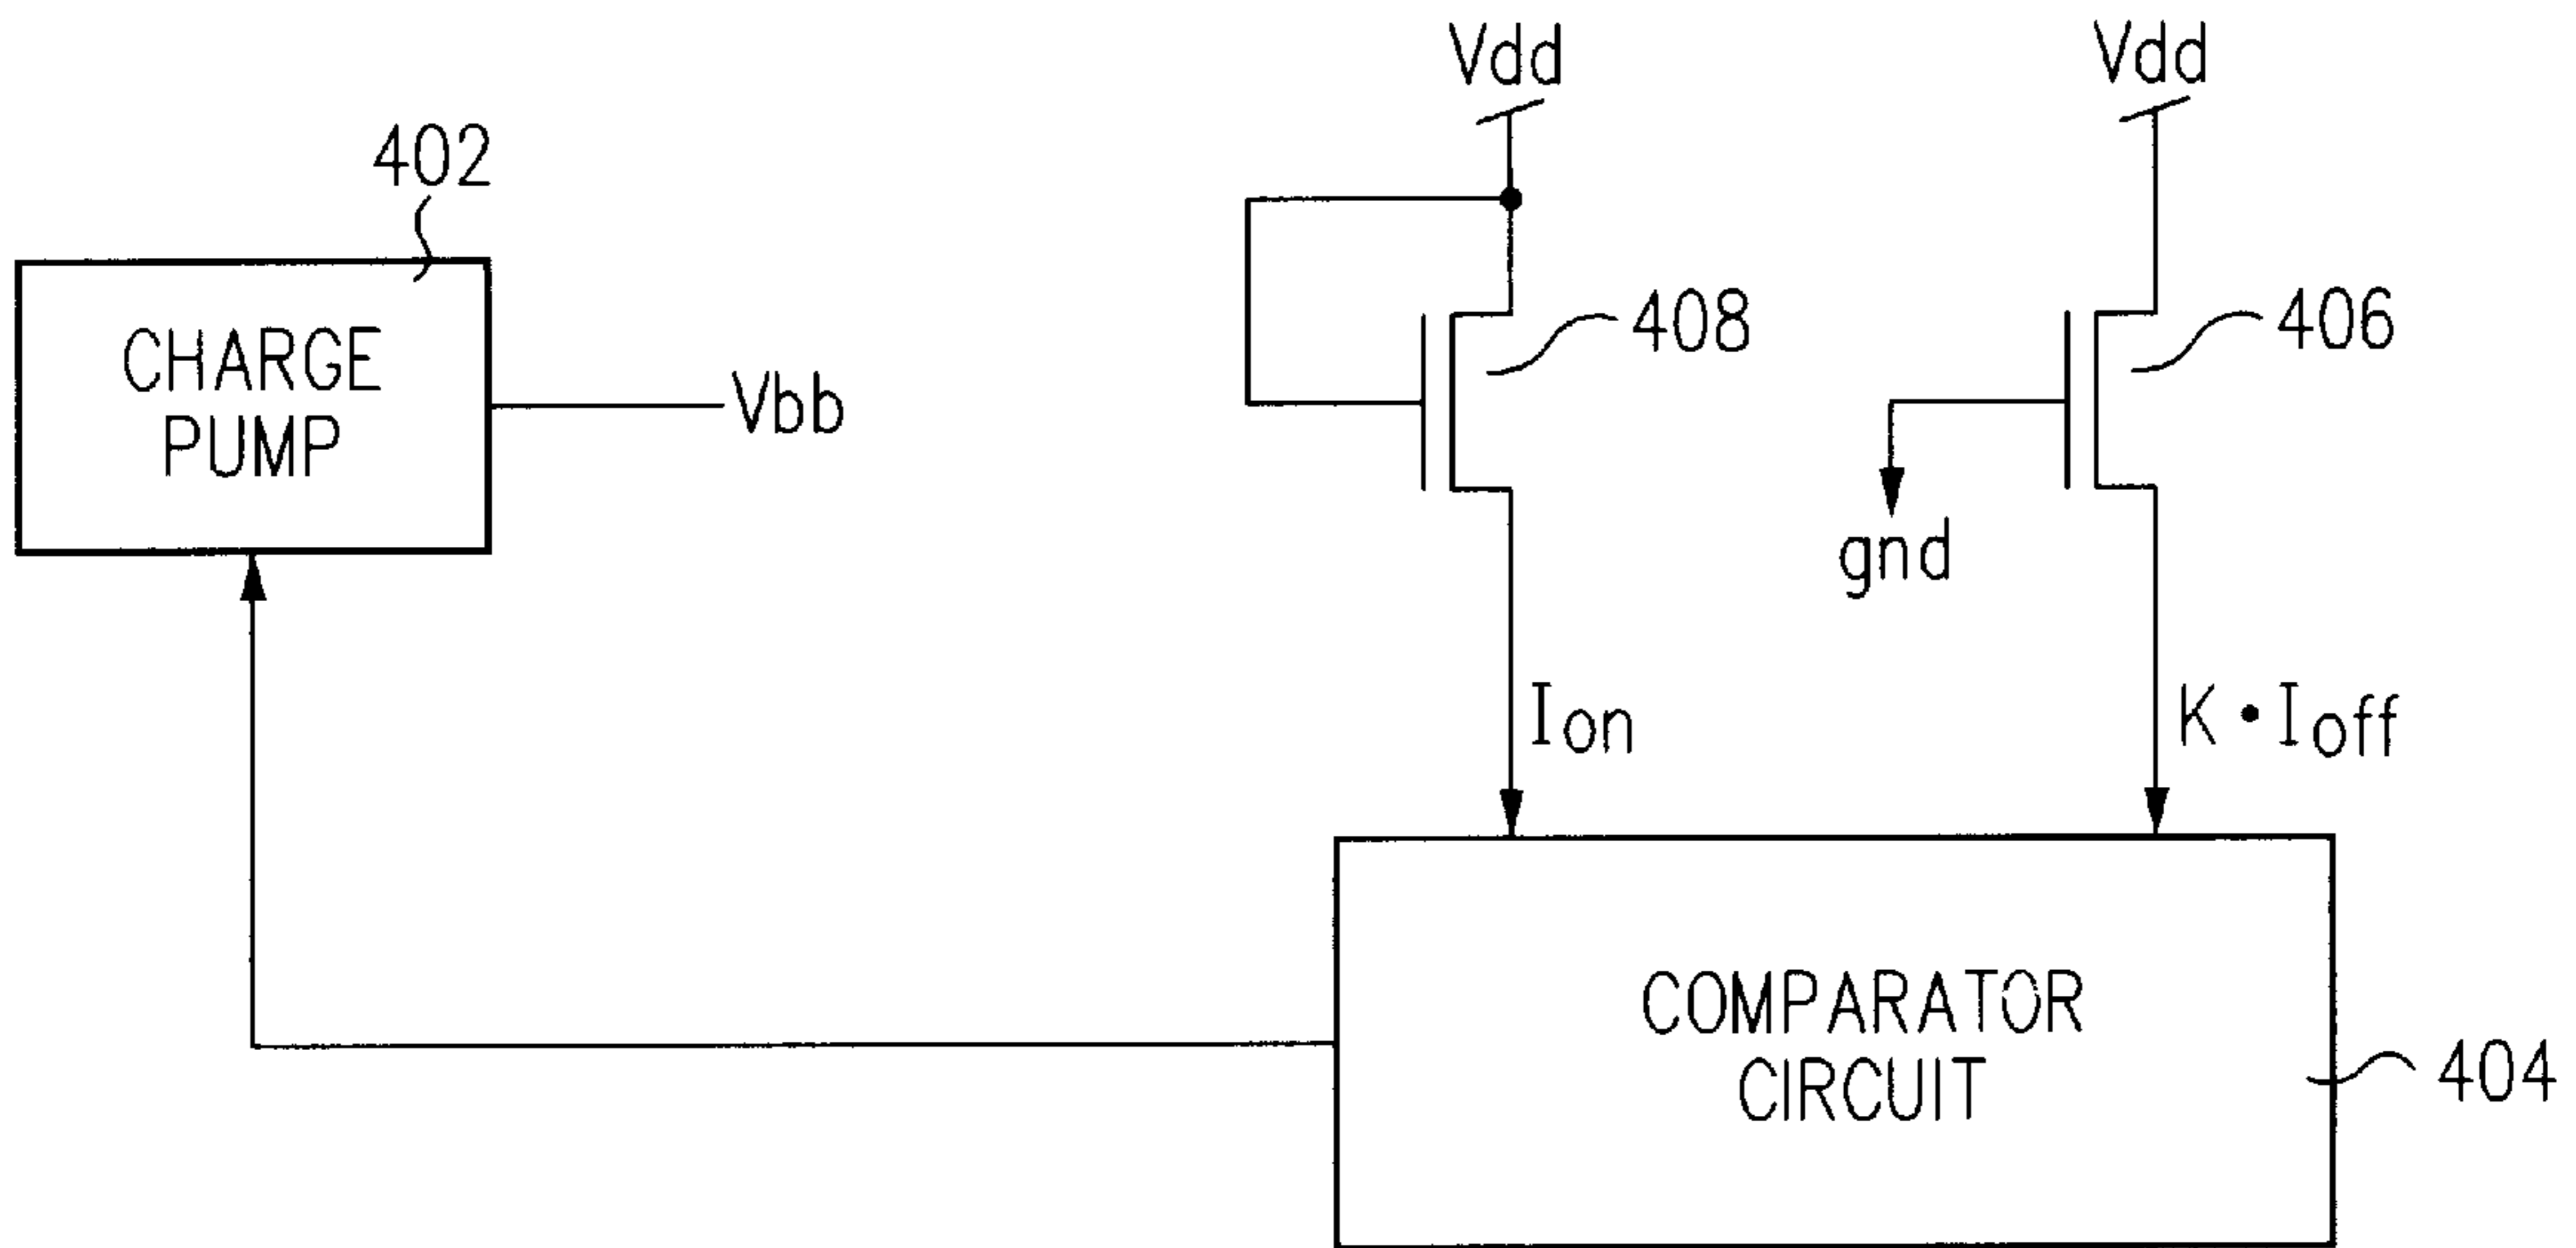 Vdd
Vdd
402
CHARGE
PUMP
Vbb
408
406
gnd
Ion
K • Ioff
COMPARATOR
CIRCUIT
404